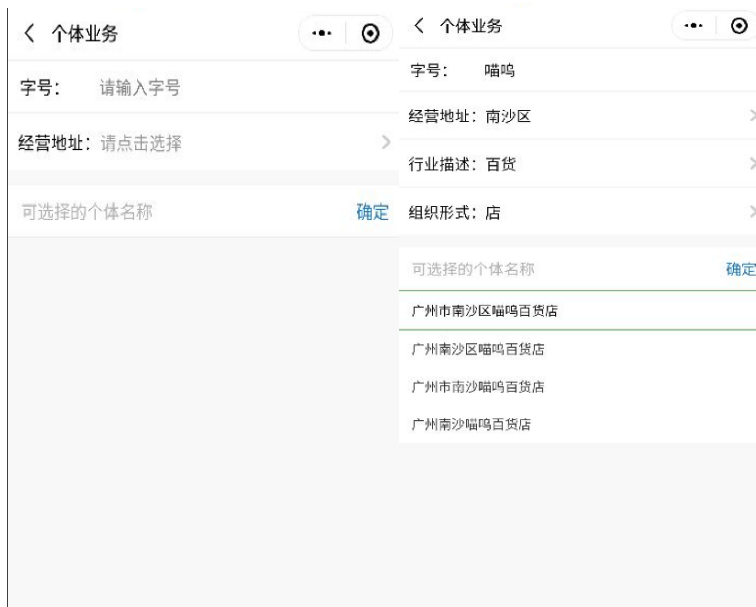 个体业务
字号： 请输入字号
经营地址：请点击选择
可选择的个体名称 确定
个体业务
字号： 喵呜
经营地址：南沙区
行业描述：百货
组织形式：店
可选择的个体名称 确定
广州市南沙区喵呜百货店
广州南沙区喵呜百货店
广州市南沙喵呜百货店
广州南沙喵呜百货店